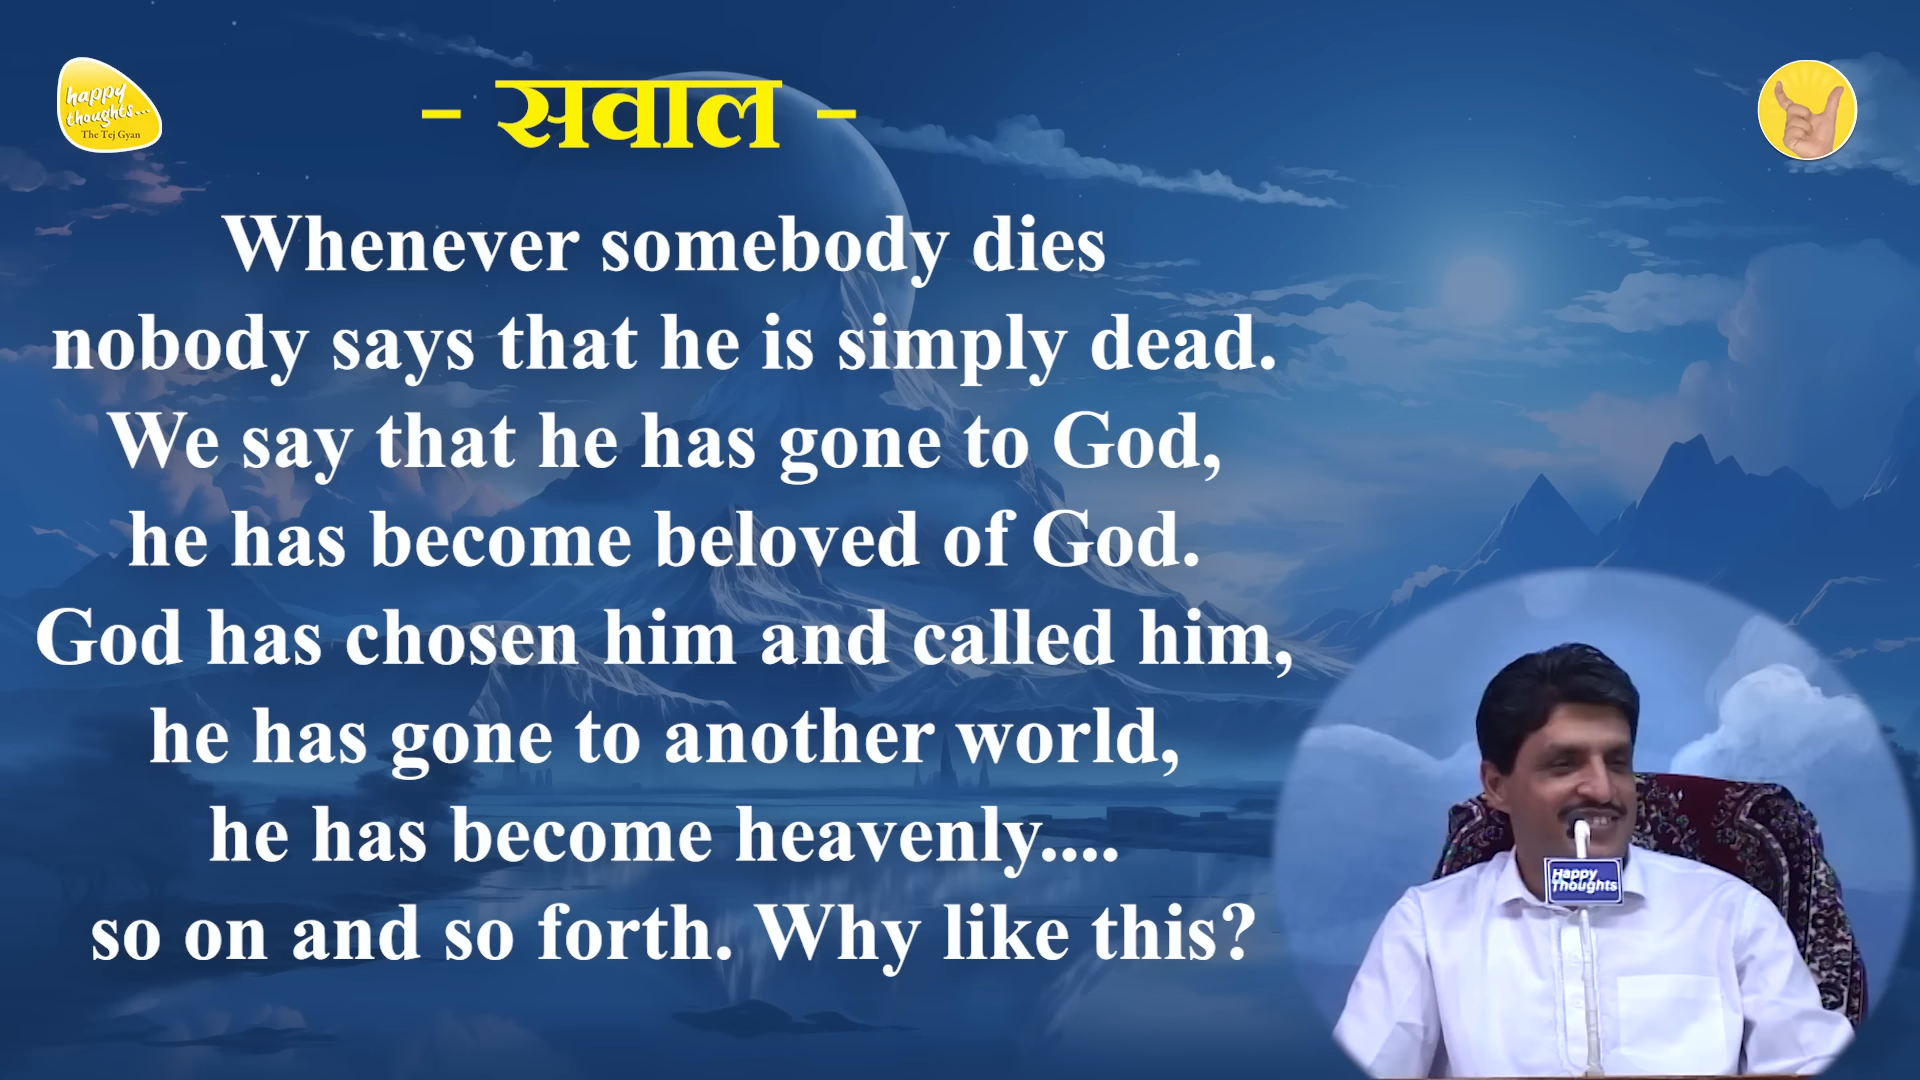 happy
thoughts...
The Tej Gyan
- सवाल -
Whenever somebody dies
nobody says that he is simply dead.
We say that he has gone to God,
he has become beloved of God.
God has chosen him and called him,
he has gone to another world,
he has become heavenly....
so on and so forth. Why like this?
Happy
Thoughts